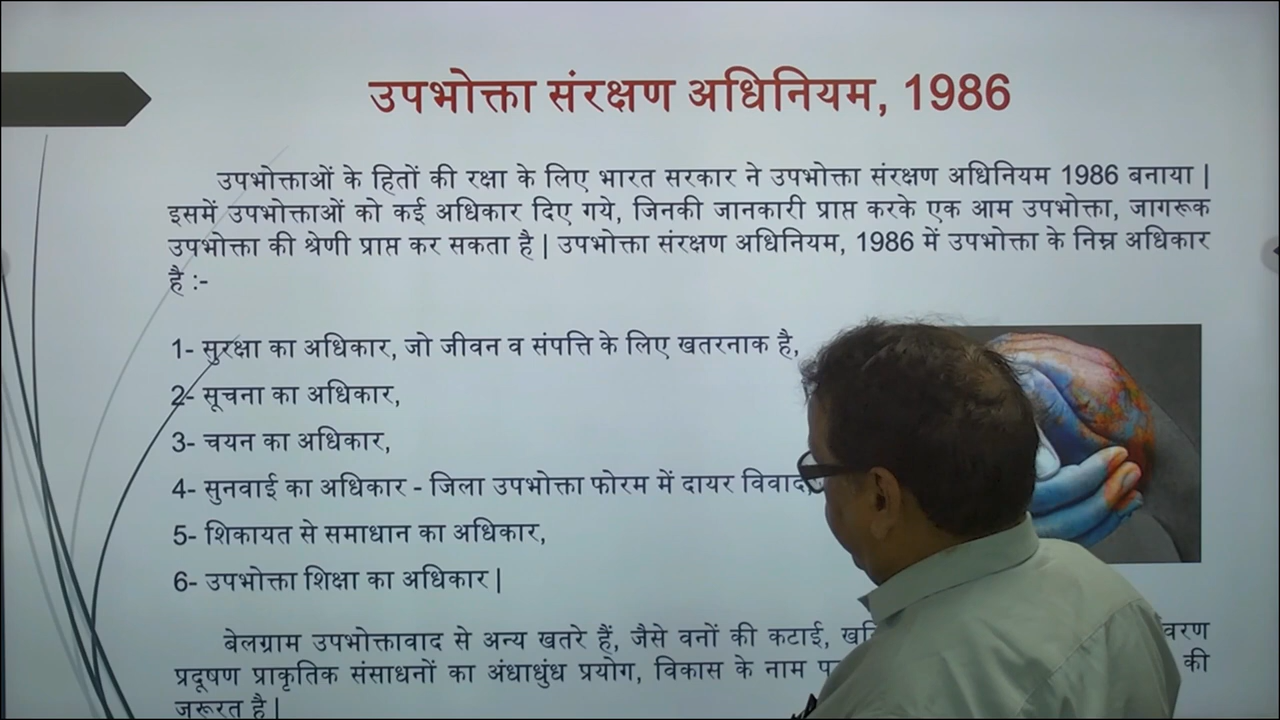 उपभोक्ता संरक्षण अधिनियम, 1986
उपभोक्ताओं के हितों की रक्षा के लिए भारत सरकार ने उपभोक्ता संरक्षण अधिनियम 1986 बनाया |
इसमें उपभोक्ताओं को कई अधिकार दिए गये, जिनकी जानकारी प्राप्त करके एक आम उपभोक्ता, जागरूक
उपभोक्ता की श्रेणी प्राप्त कर सकता है | उपभोक्ता संरक्षण अधिनियम, 1986 में उपभोक्ता के निम्न अधिकार
है :-
1- सुरक्षा का अधिकार, जो जीवन व संपत्ति के लिए खतरनाक है,
2- सूचना का अधिकार,
3- चयन का अधिकार,
4- सुनवाई का अधिकार - जिला उपभोक्ता फोरम में दायर विवाद,
5- शिकायत से समाधान का अधिकार,
6- उपभोक्ता शिक्षा का अधिकार |
बेलग्राम उपभोक्तावाद से अन्य खतरे हैं, जैसे वनों की कटाई,
प्रदूषण प्राकृतिक संसाधनों का अंधाधुंध प्रयोग, विकास के नाम की
जरूरत है |